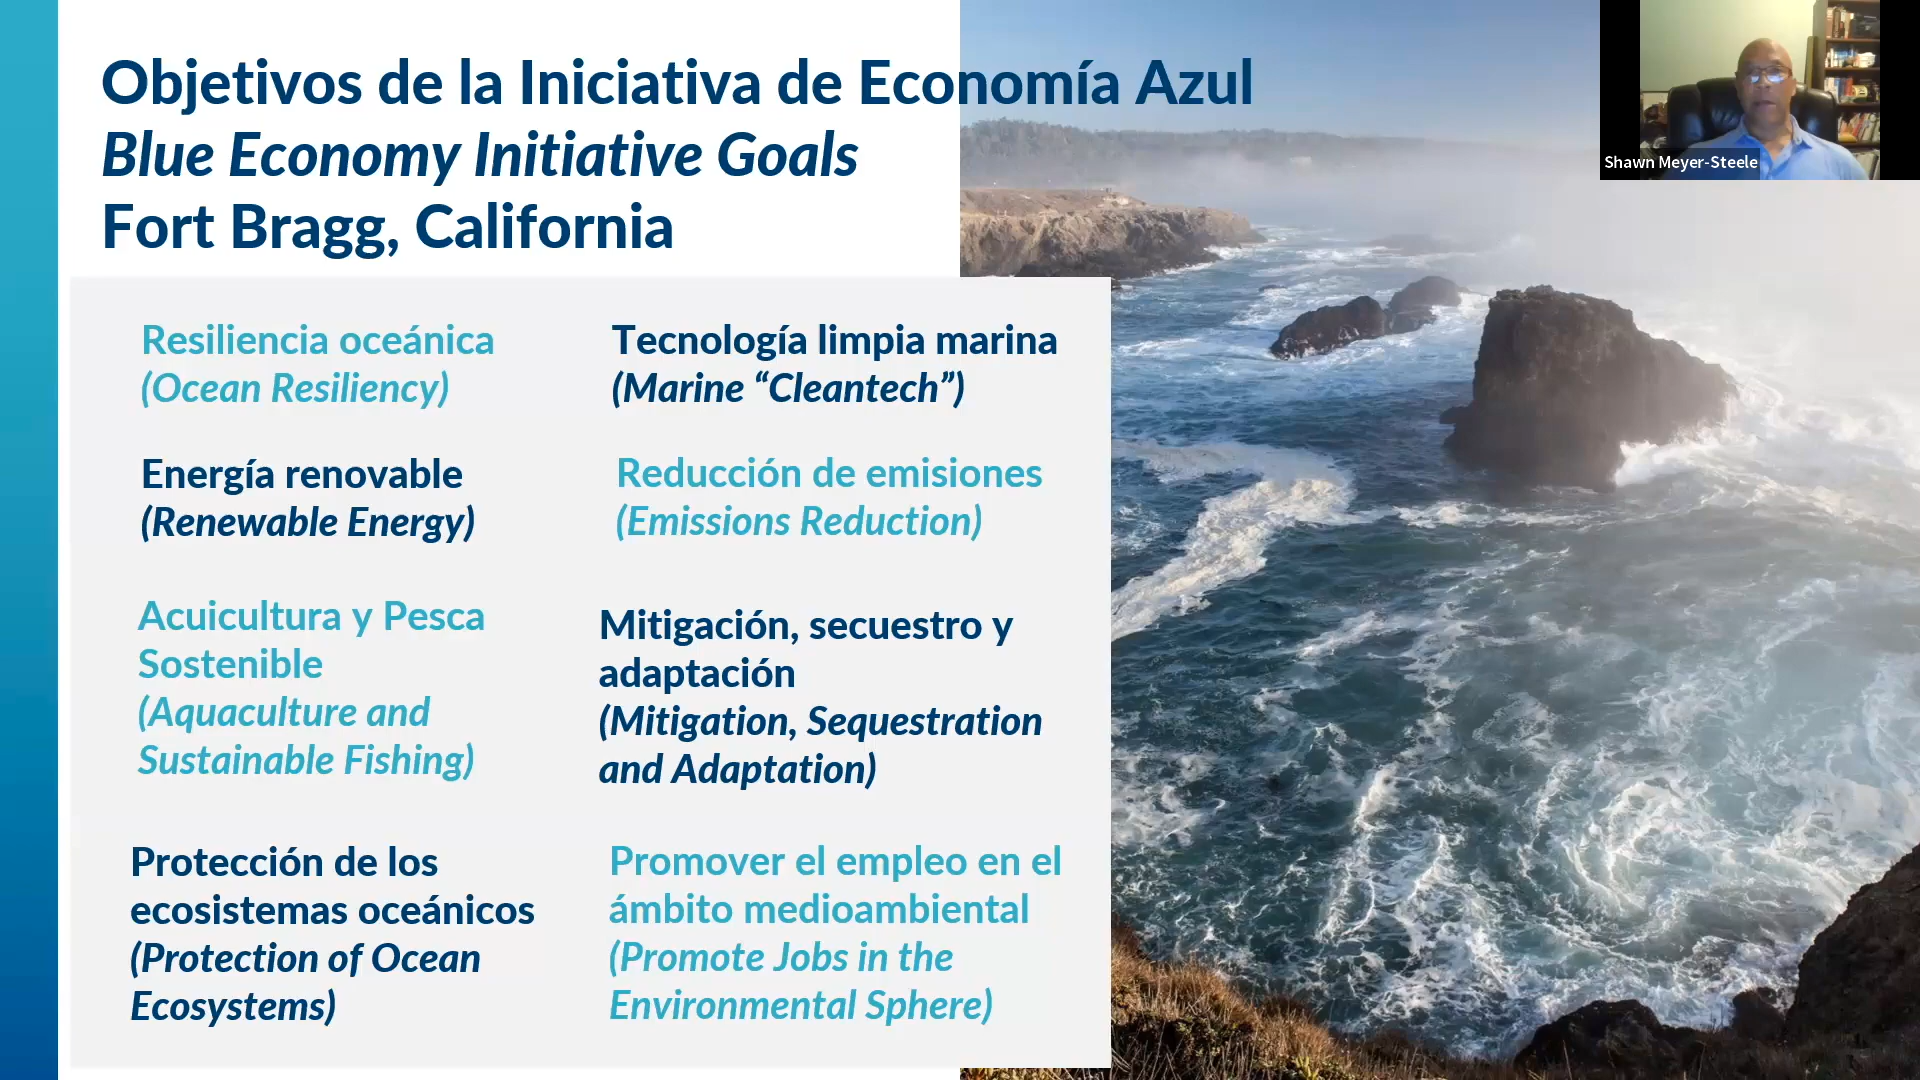 Objetivos de la Iniciativa de Economía Azul
Blue Economy Initiative Goals
Fort Bragg, California
Shawn Meyer-Steele
Resiliencia oceánica
(Ocean Resiliency)
Tecnología limpia marina
(Marine “Cleantech”)
Energía renovable
(Renewable Energy)
Reducción de emisiones
(Emissions Reduction)
Acuicultura y Pesca
Sostenible
(Aquaculture and
Sustainable Fishing)
Mitigación, secuestro y
adaptación
(Mitigation, Sequestration
and Adaptation)
Protección de los
ecosistemas oceánicos
(Protection of Ocean
Ecosystems)
Promover el empleo en el
ámbito medioambiental
(Promote Jobs in the
Environmental Sphere)